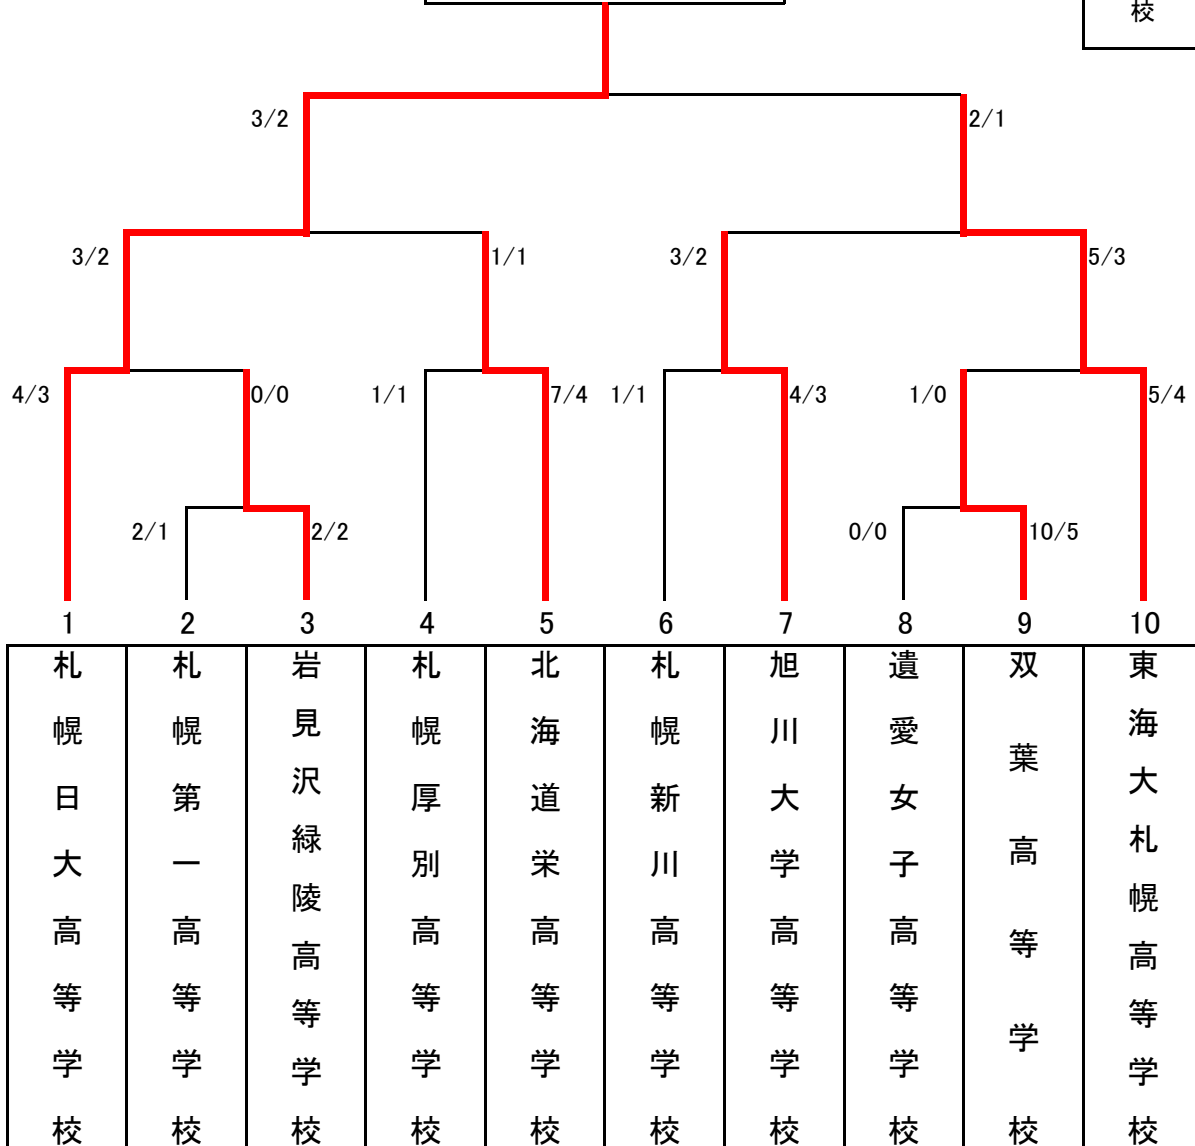 校
3/2
2/1
3/2
1/1
3/2
5/3
4/3
0/0
1/1
7/4
1/1
4/3
1/0
5/4
2/1
2/2
0/0
10/5
1
2
3
4
5
6
7
8
9
10
札幌日大高等学校
札幌第一高等学校
岩見沢緑陵高等学校
札幌厚別高等学校
北海道栄高等学校
札幌新川高等学校
旭川大学高等学校
遺愛女子高等学校
双葉高等学校
東海大札幌高等学校